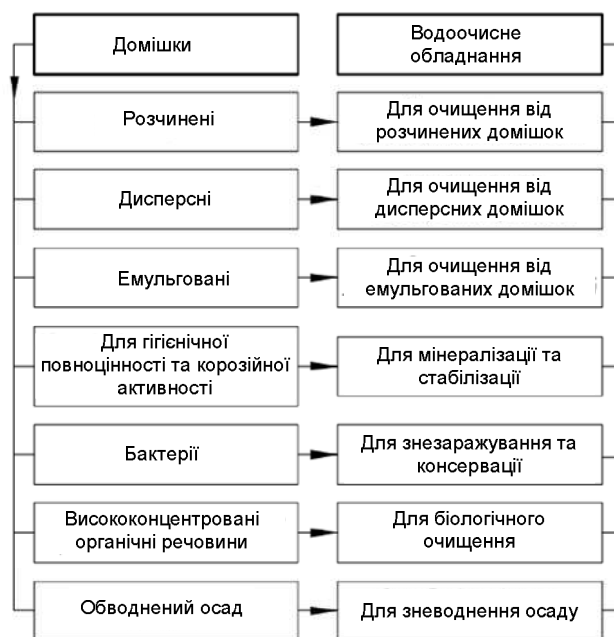 Домішки
Водоочисне
обладнання
Розчинені
Для очищення від
розчинених домішок
Дисперсні
Для очищення від
дисперсних домішок
Емульговані
Для очищення від
емульгованих домішок
Для гігієнічної
повноцінності та корозійної
активності
Для мінералізації та
стабілізації
Бактерії
Для знезаражування та
консервації
Висококонцентровані
органічні речовини
Для біологічного
очищення
Обводнений осад
Для зневоднення осаду